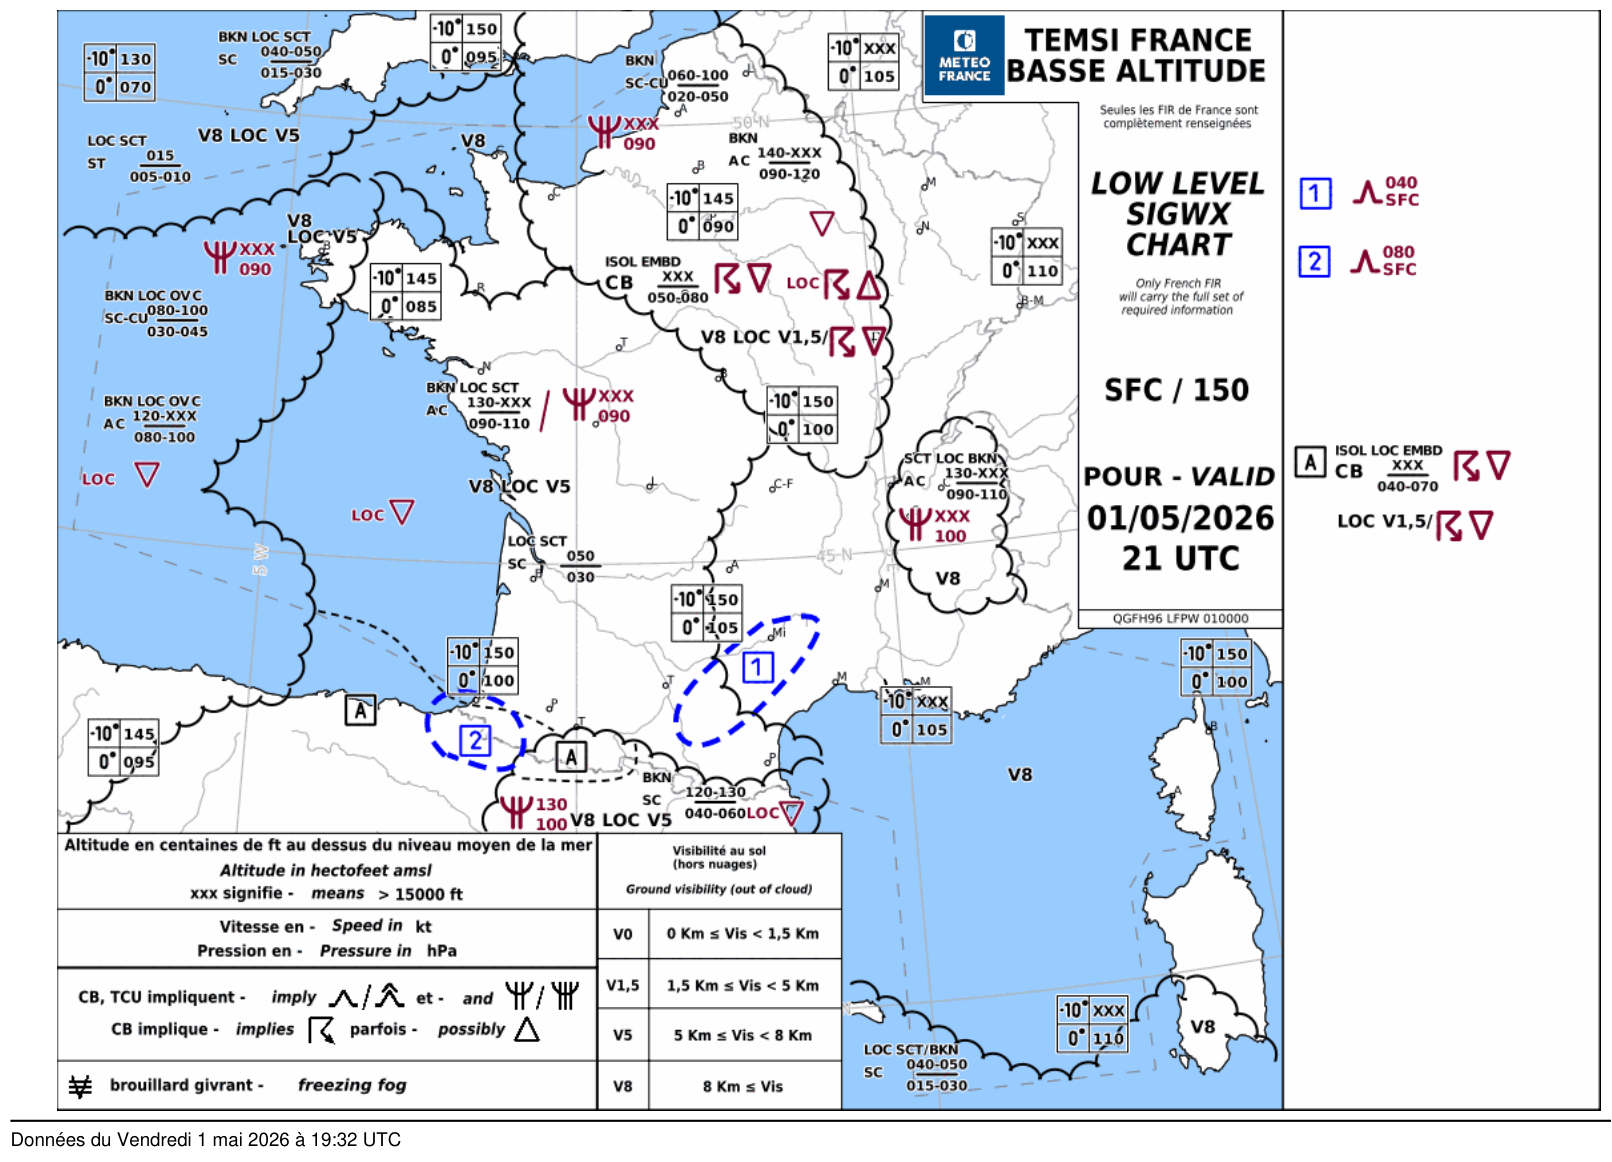 TEMSI FRANCE
BASSE ALTITUDE
METEO
FRANCE
Seules les FIR de France sont
complètement renseignées
LOW LEVEL
SIGWX
CHART
Only French FIR
will carry the full set of
required information
SFC / 150
POUR - VALID
01/05/2026
21 UTC
QGFH96 LFPW 010000
1 040
SFC
2 080
SFC
A ISOL LOC EMBD
CB XXX
040-070
LOC V1,5/
-10° 130
0° 070
BKN LOC SCT
SC 040-050
015-030
-10° 150
0° 095
BKN
SC-CU 060-100
020-050
-10° XXX
0° 105
LOC SCT
ST 015
005-010
V8 LOC V5
V8
XXX
090
50°N
BKN
AC 140-XXX
090-120
-10° 145
0° 090
V8
LOC V5
XXX
090
-10° 145
0° 085
ISOL EMBD
CB XXX
050-080
LOC
V8 LOC V1,5/
-10° XXX
0° 110
BKN LOC OVC
SC-CU 080-100
030-045
BKN LOC OVC
AC 120-XXX
080-100
LOC
BKN LOC SCT
AC 130-XXX
090-110
/ XXX
090
-10° 150
0° 100
SCT LOC BKN
AC 130-XXX
090-110
XXX
100
V8
V8 LOC V5
LOC
LOC SCT
SC 050
030
5 W
45 N
-10° 150
0° 105
1
-10° 150
0° 100
A
2
A
-10° 145
0° 095
130
100
V8 LOC V5
BKN
SC 120-130
040-060
LOC
-10° XXX
0° 105
-10° 150
0° 100
V8
-10° XXX
0° 110
V8
LOC SCT/BKN
SC 040-050
015-030
B
C
A
L
B
C
P
M
N
S
B-M
R
N
T
B
L
C-F
A
B
M
Mi
T
P
T
M
M
N
P
B
A
Altitude en centaines de ft au dessus du niveau moyen de la mer
Altitude in hectofeet amsl
xxx signifie - means > 15000 ft
Vitesse en - Speed in kt
Pression en - Pressure in hPa
CB, TCU impliquent - imply / et - and /
CB implique - implies parfois - possibly
brouillard givrant - freezing fog
Visibilité au sol
(hors nuages)
Ground visibility (out of cloud)
V0 0 Km ≤ Vis < 1,5 Km
V1,5 1,5 Km ≤ Vis < 5 Km
V5 5 Km ≤ Vis < 8 Km
V8 8 Km ≤ Vis
Données du Vendredi 1 mai 2026 à 19:32 UTC